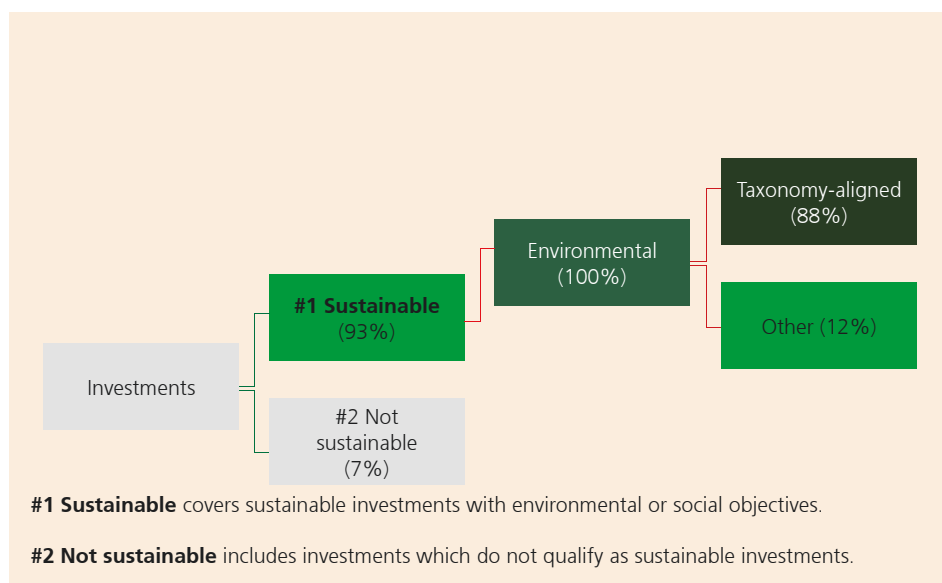 Taxonomy-aligned
(88%)
Environmental
(100%)
#1 Sustainable
(93%)
Other (12%)
Investments
#2 Not
sustainable
(7%)
#1 Sustainable covers sustainable investments with environmental or social objectives.
#2 Not sustainable includes investments which do not qualify as sustainable investments.